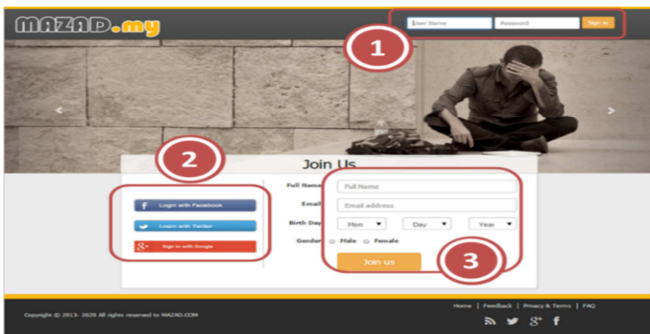 MAZAD.my
User Name Password Sign in
1
2
Join Us
Full Name Full Name
Email Email address
Birth Day Mon Day Year
Gender Male Female
Join us
3
f Login with Facebook
Login with Twitter
g+ Sign in with Google
Home | Feedback | Privacy & Terms | FAQ
Copyright © 2013- 2020 All rights reserved to MAZAD.COM
g+ f